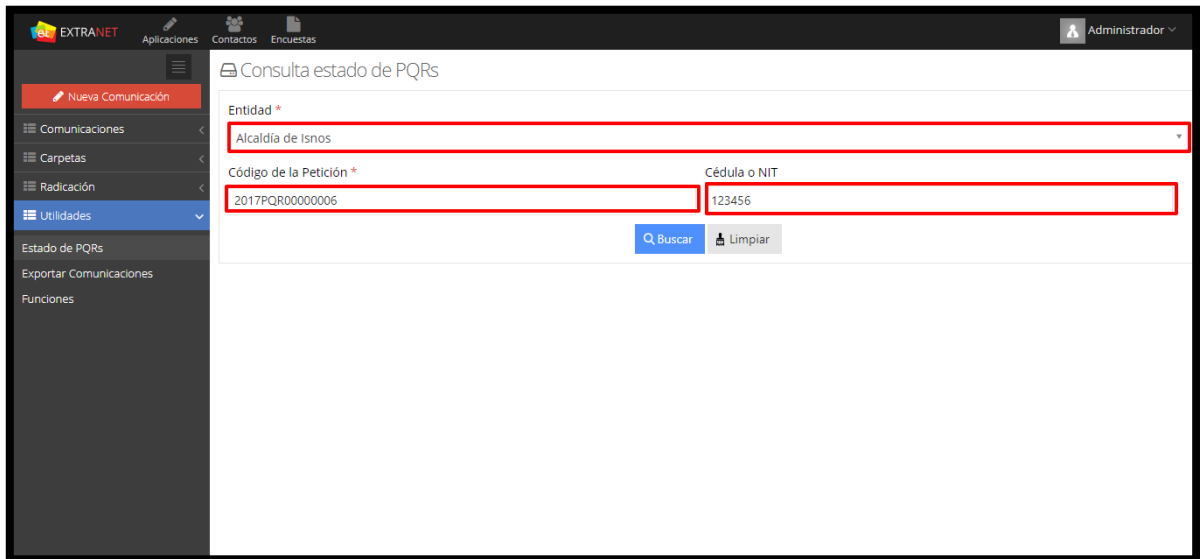 EXTRANET
Aplicaciones Contactos Encuestas
Administrador
Nueva Comunicación
Comunicaciones
Carpetas
Radicación
Utilidades
Estado de PQRs
Exportar Comunicaciones
Funciones
Consulta estado de PQRs
Entidad *
Alcaldía de Isnos
Código de la Petición * Cédula o NIT
2017PQR00000006 123456
Buscar Limpiar